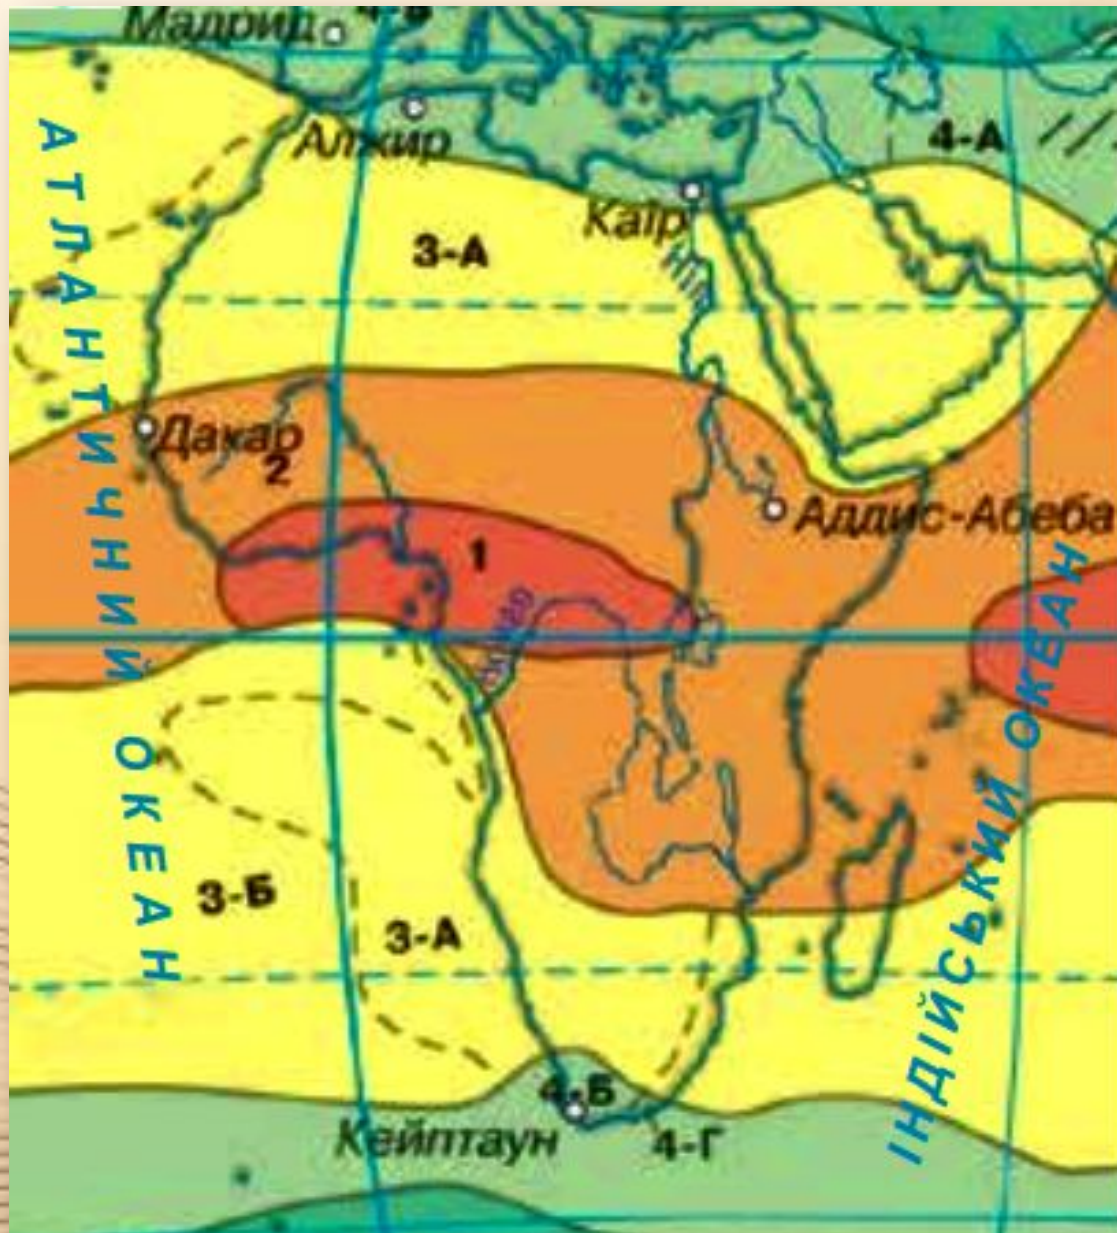 Мадрид
Алжир
4-А
Каїр
Ніл
3-А
АТЛАНТИЧНИЙ ОКЕАН
Дакар
2
Аддис-Абеба
1
ІНДІЙСЬКИЙ ОКЕАН
3-Б
3-А
4-Б
Кейптаун
4-Г